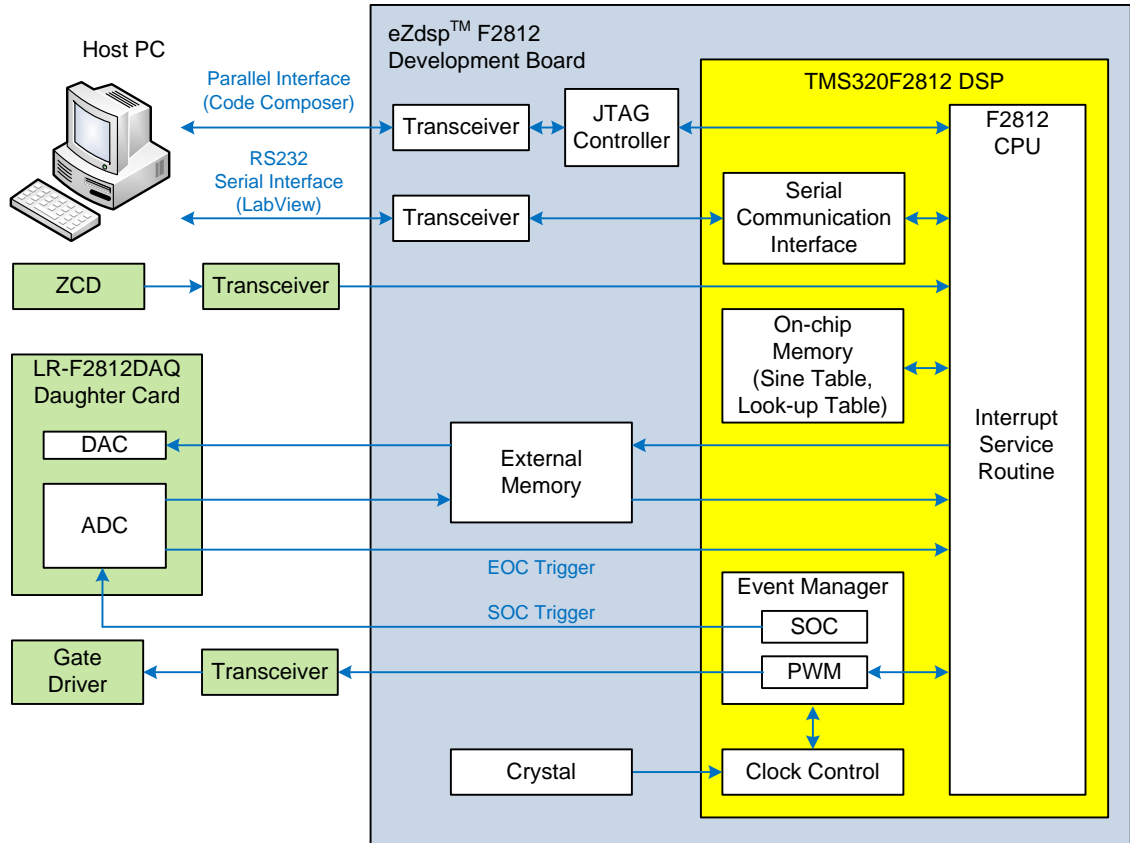 Host PC
Parallel Interface
(Code Composer)
RS232
Serial Interface
(LabView)
eZdsp™ F2812
Development Board
Transceiver
JTAG
Controller
Transceiver
TMS320F2812 DSP
F2812
CPU
Serial
Communication
Interface
ZCD
Transceiver
On-chip
Memory
(Sine Table,
Look-up Table)
LR-F2812DAQ
Daughter Card
DAC
ADC
External
Memory
Interrupt
Service
Routine
EOC Trigger
SOC Trigger
Event Manager
SOC
PWM
Gate
Driver
Transceiver
Crystal
Clock Control